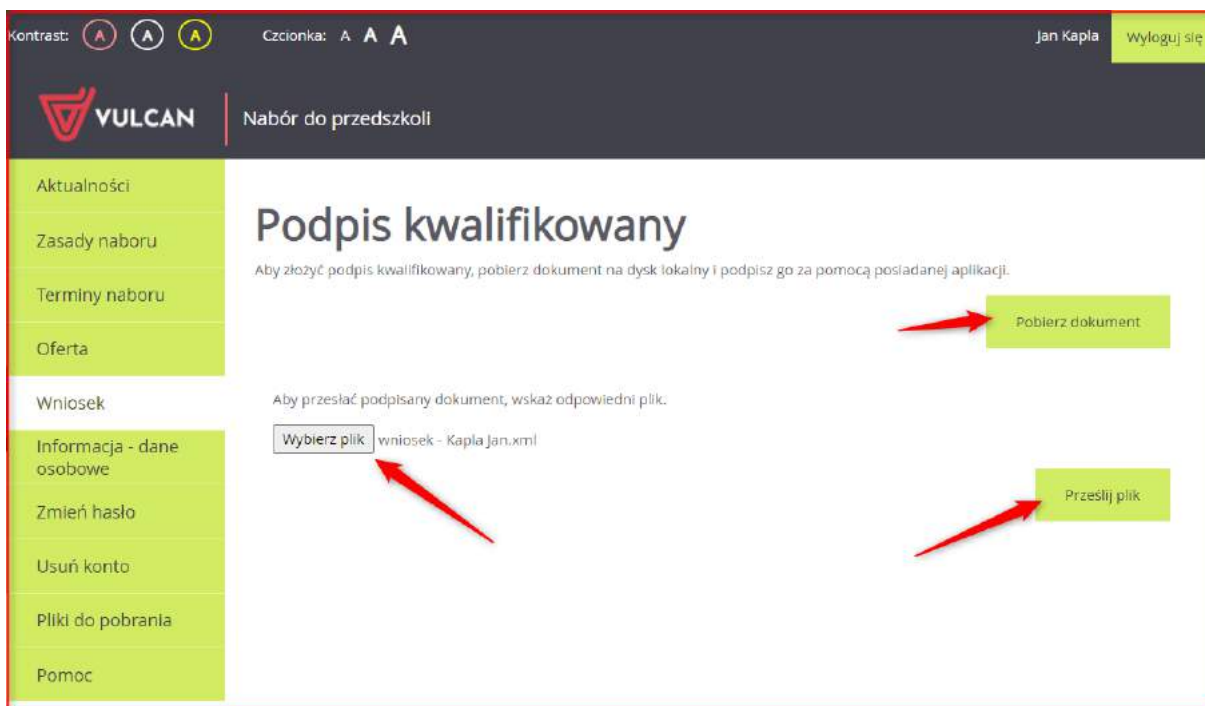 Kontrast: A A A Czcionka: A A A Jan Kapla Wyloguj się
VULCAN Nabór do przedszkoli
Aktualności
Zasady naboru
Terminy naboru
Oferta
Wniosek
Informacja - dane
osobowe
Zmień hasło
Usuń konto
Pliki do pobrania
Pomoc
Podpis kwalifikowany
Aby złożyć podpis kwalifikowany, pobierz dokument na dysk lokalny i podpisz go za pomocą posiadanej aplikacji.
Pobierz dokument
Aby przesłać podpisany dokument, wskaż odpowiedni plik.
Wybierz plik wniosek - Kapla Jan.xml
Prześlij plik